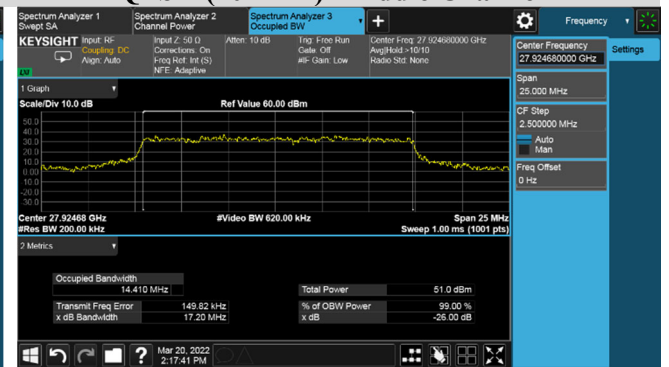 Spectrum Analyzer 1
Swept SA
Spectrum Analyzer 2
Channel Power
Spectrum Analyzer 3
Occupied BW
Frequency
KEYSIGHT
Input: RF
Coupling: DC
Align: Auto
Input Z: 50 Ω
Corrections: On
Freq Ref: Int (S)
NFE: Adaptive
Atten: 10 dB
Trig: Free Run
Gate: Off
#IF Gain: Low
Center Freq: 27.924680000 GHz
Avg|Hold:>10/10
Radio Std: None
Center Frequency
27.924680000 GHz
Settings
Span
25.000 MHz
CF Step
2.500000 MHz
Auto
Man
Freq Offset
0 Hz
1 Graph
Scale/Div 10.0 dB
Ref Value 60.00 dBm
50.0
40.0
30.0
20.0
10.0
0.00
-10.0
-20.0
-30.0
Center 27.92468 GHz
#Video BW 620.00 kHz
Span 25 MHz
#Res BW 200.00 kHz
Sweep 1.00 ms (1001 pts)
2 Metrics
Occupied Bandwidth
14.410 MHz
Total Power
51.0 dBm
Transmit Freq Error
149.82 kHz
% of OBW Power
99.00 %
x dB Bandwidth
17.20 MHz
x dB
-26.00 dB
?
Mar 20, 2022
2:17:41 PM